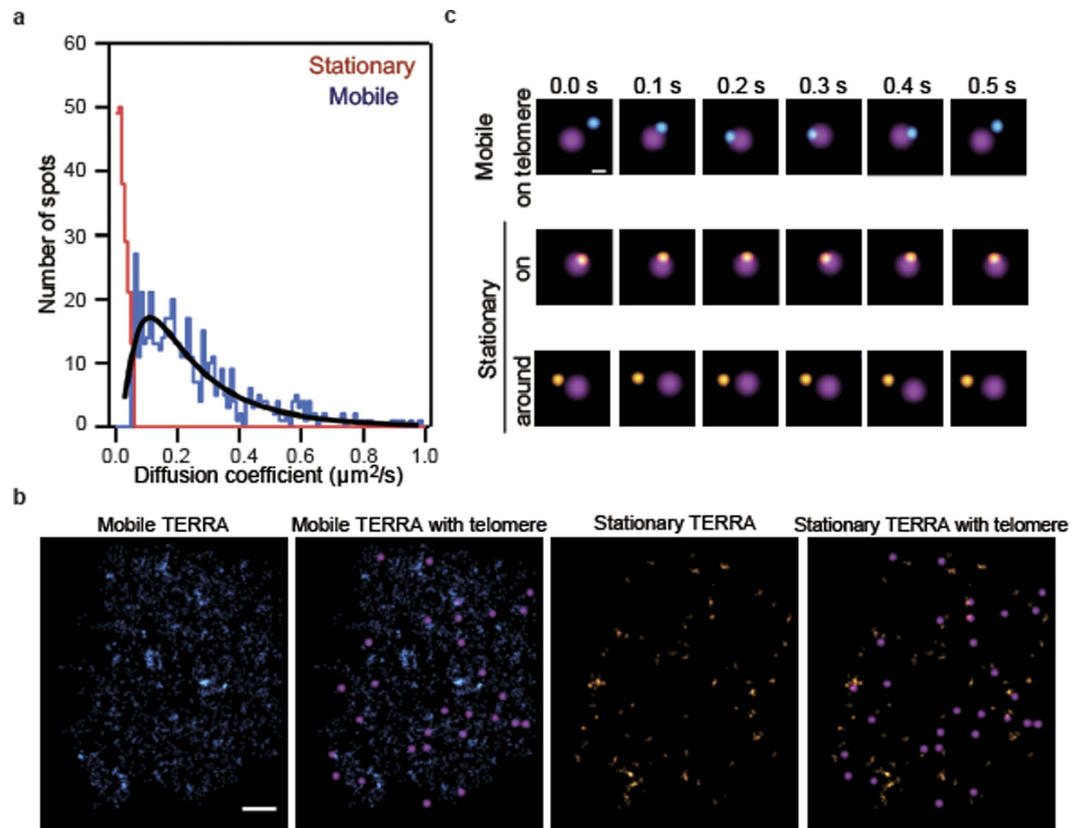 a
60
50
40
30
20
10
0
Number of spots
Stationary
Mobile
0.0 0.2 0.4 0.6 0.8 1.0
Diffusion coefficient (µm²/s)
c
0.0 s 0.1 s 0.2 s 0.3 s 0.4 s 0.5 s
Mobile
on telomere
Stationary
on
around
b
Mobile TERRA
Mobile TERRA with telomere
Stationary TERRA
Stationary TERRA with telomere